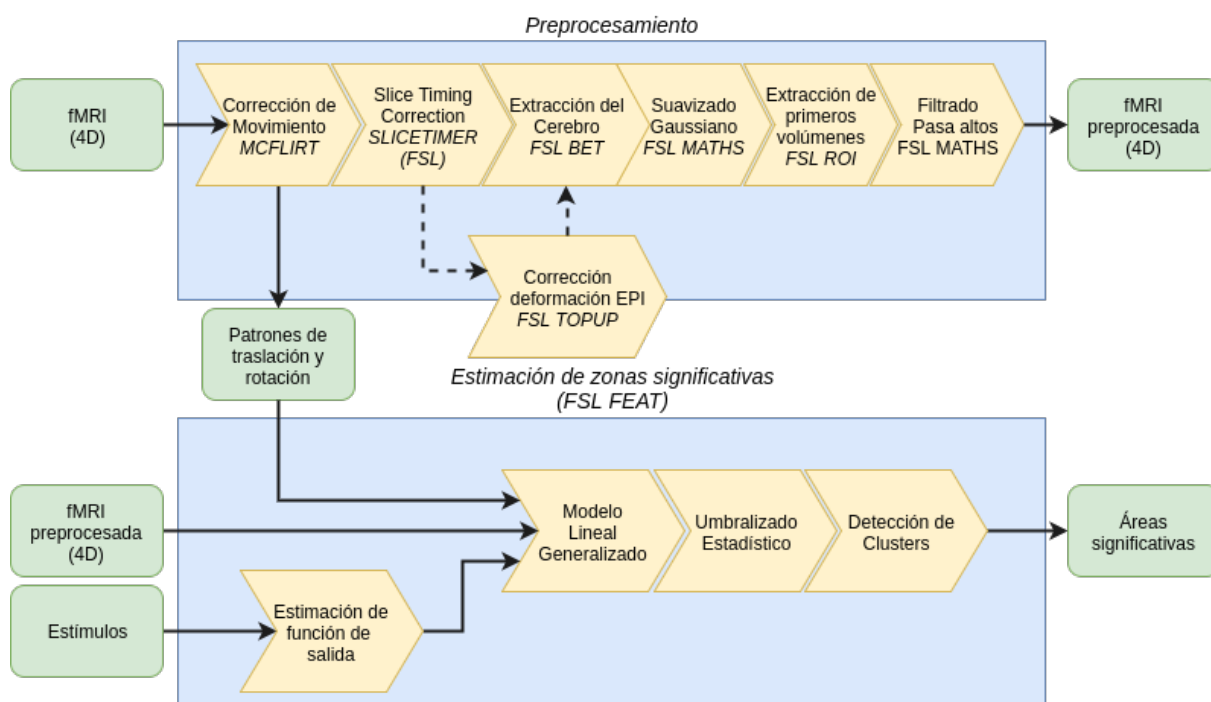 Preprocesamiento
fMRI
(4D)
Corrección de
Movimiento
MCFLIRT
Slice Timing
Correction
SLICETIMER
(FSL)
Extracción del
Cerebro
FSL BET
Suavizado
Gaussiano
FSL MATHS
Extracción de
primeros
volúmenes
FSL ROI
Filtrado
Pasa altos
FSL MATHS
fMRI
preprocesada
(4D)
Corrección
deformación EPI
FSL TOPUP
Patrones de
traslación y
rotación
Estimación de zonas significativas
(FSL FEAT)
fMRI
preprocesada
(4D)
Modelo
Lineal
Generalizado
Umbralizado
Estadístico
Detección de
Clusters
Áreas
significativas
Estímulos
Estimación de
función de
salida